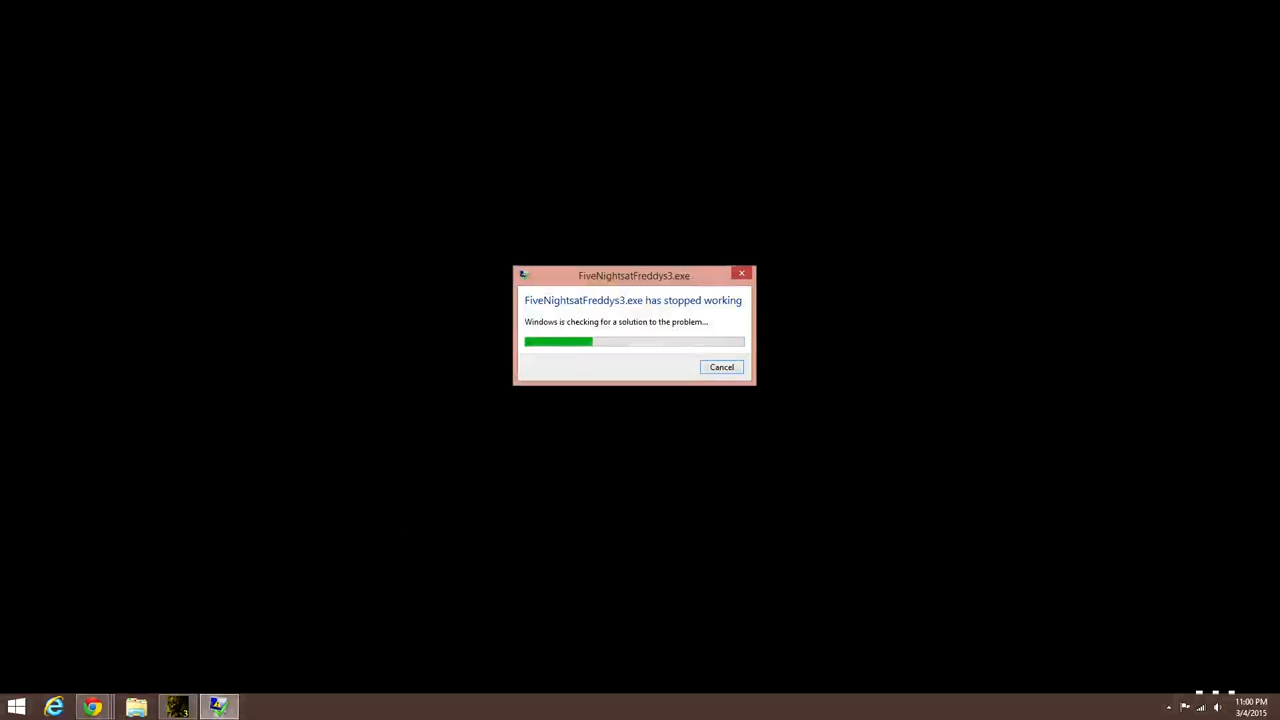 FiveNightsatFreddys3.exe
FiveNightsatFreddys3.exe has stopped working
Windows is checking for a solution to the problem...
Cancel
3
11:00 PM
3/4/2015